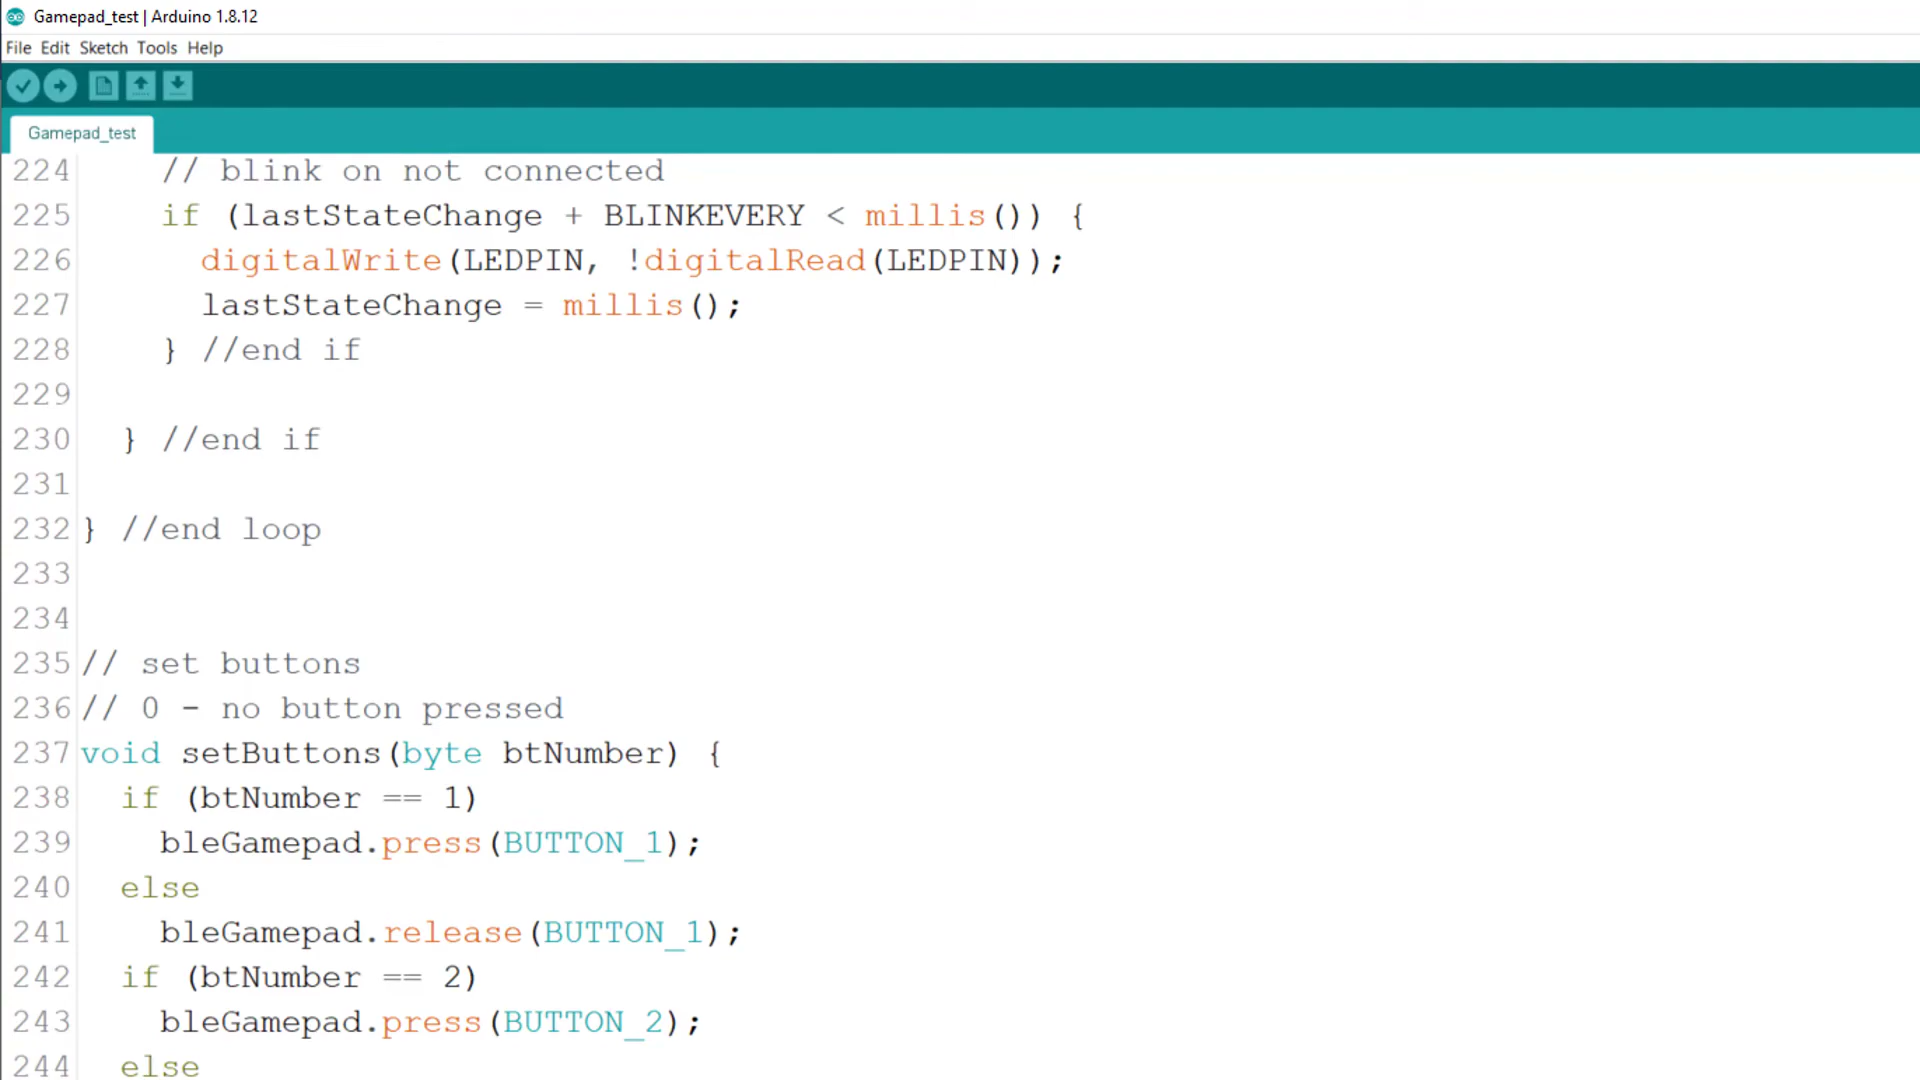 Gamepad_test | Arduino 1.8.12
File Edit Sketch Tools Help
Gamepad_test
224     // blink on not connected
225     if (lastStateChange + BLINKEVERY < millis()) {
226       digitalWrite(LEDPIN, !digitalRead(LEDPIN));
227       lastStateChange = millis();
228     } //end if
229
230   } //end if
231
232 } //end loop
233
234
235 // set buttons
236 // 0 - no button pressed
237 void setButtons(byte btNumber) {
238   if (btNumber == 1)
239     bleGamepad.press(BUTTON_1);
240   else
241     bleGamepad.release(BUTTON_1);
242   if (btNumber == 2)
243     bleGamepad.press(BUTTON_2);
244   else